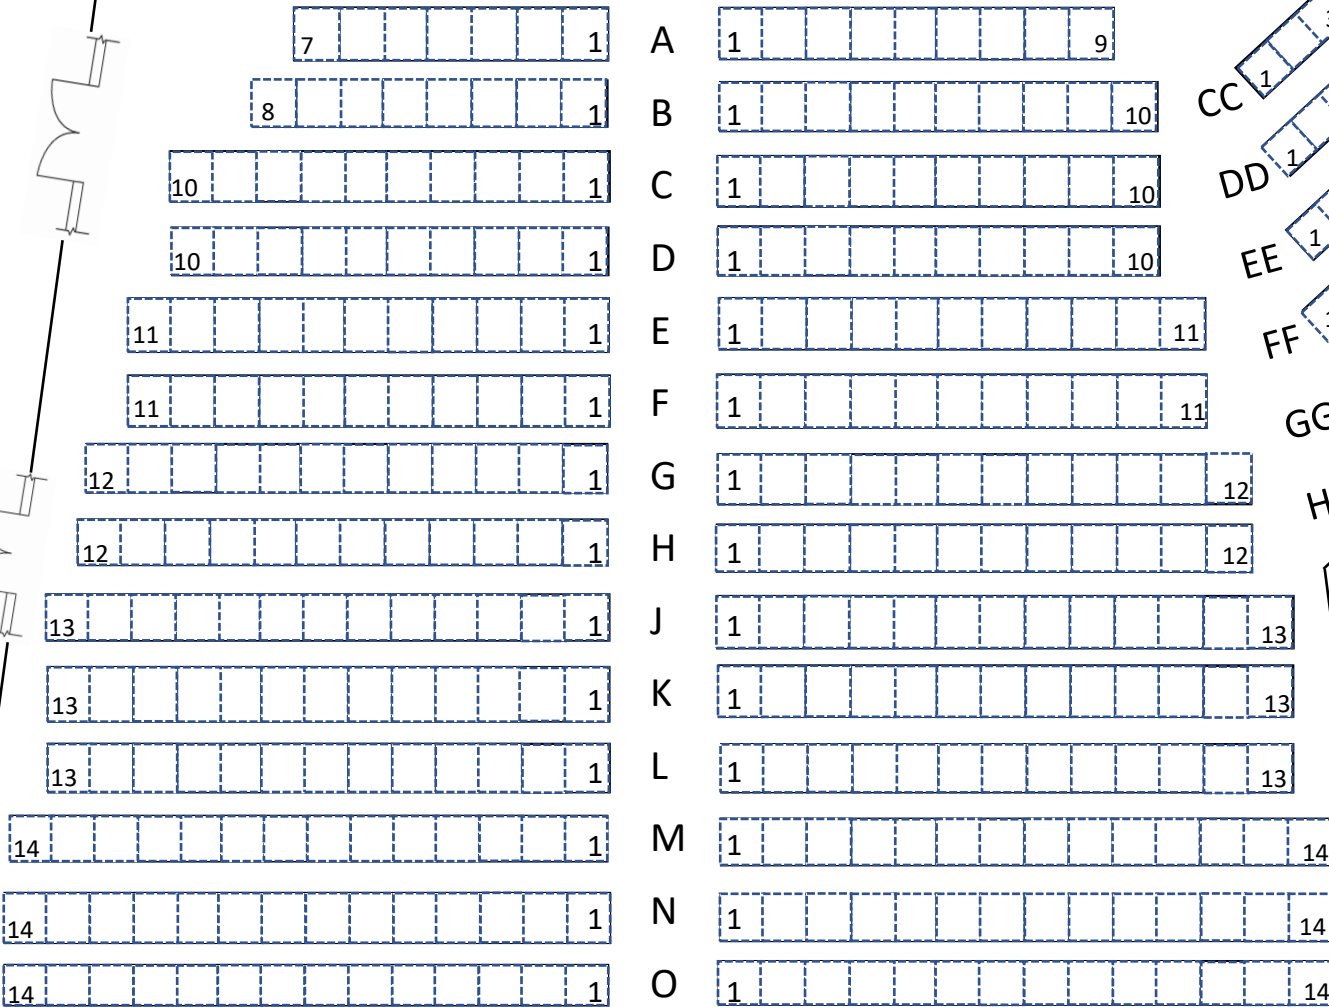 7 1 A 1 9
8 1 B 1 10
10 1 C 1 10
10 1 D 1 10
11 1 E 1 11
11 1 F 1 11
12 1 G 1 12
12 1 H 1 12
13 1 J 1 13
13 1 K 1 13
13 1 L 1 13
14 1 M 1 14
14 1 N 1 14
14 1 O 1 14
CC 1
DD 1
EE 1
FF
GG
H